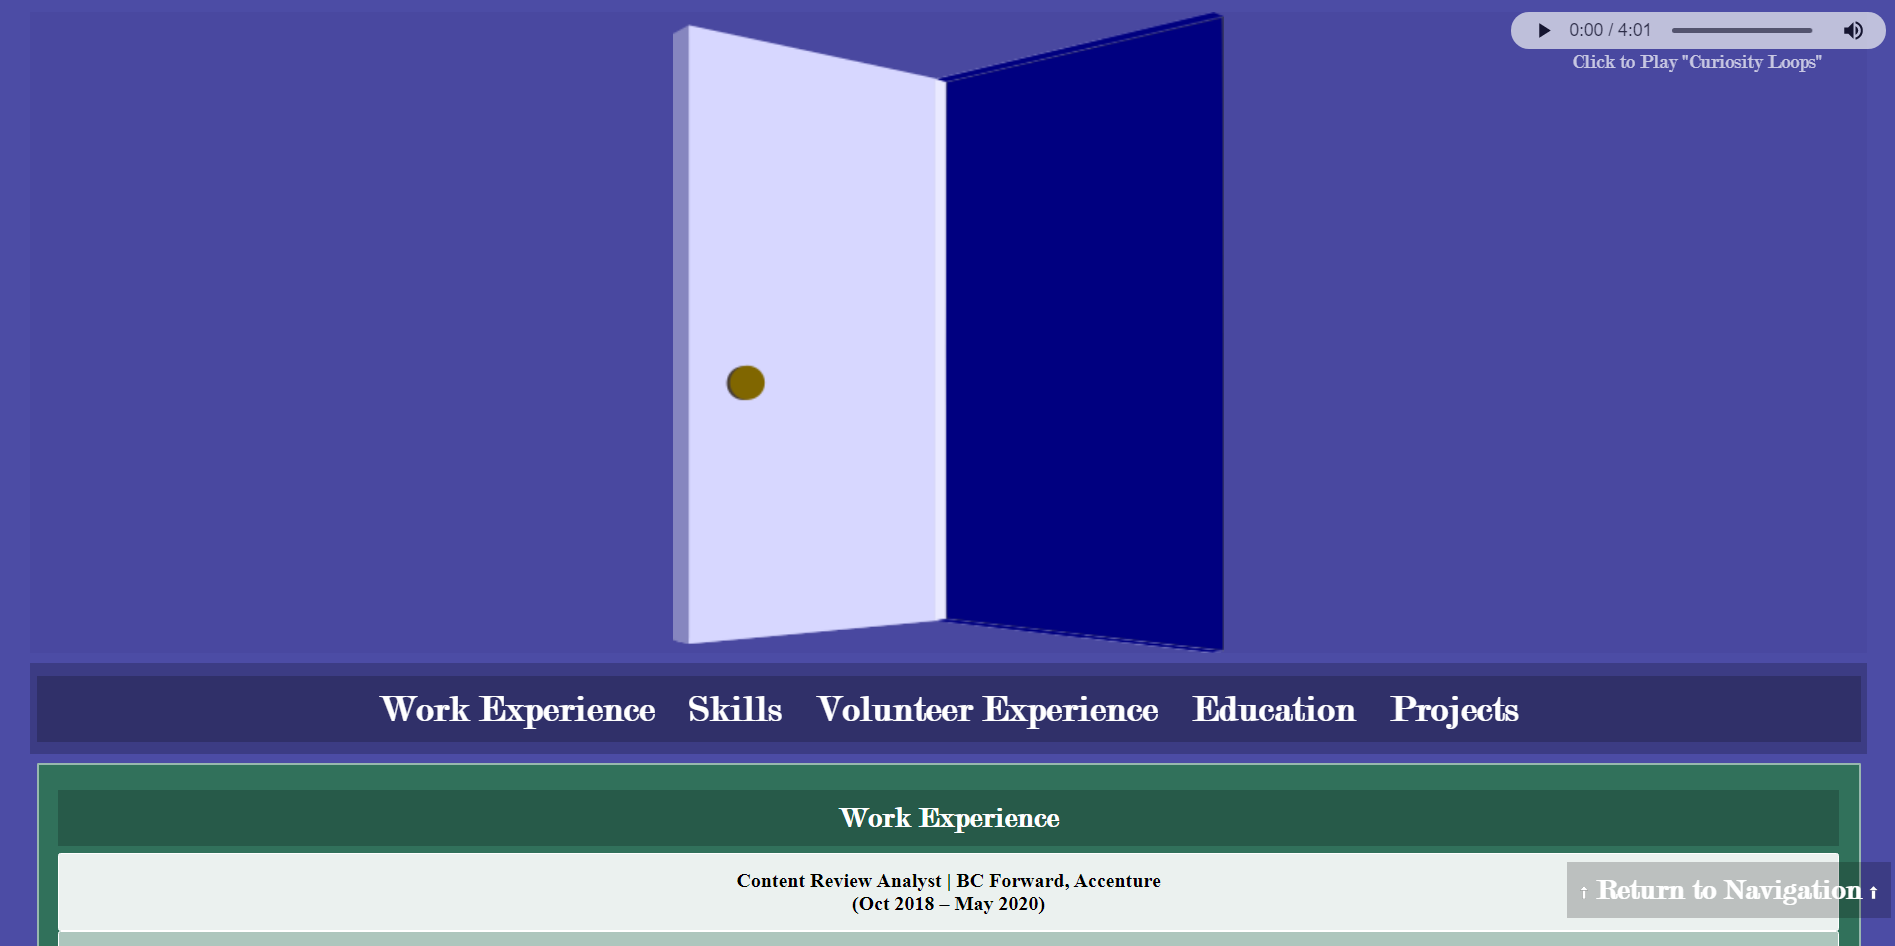 0:00 / 4:01
Click to Play "Curiosity Loops"
Work Experience Skills Volunteer Experience Education Projects
Work Experience
Content Review Analyst | BC Forward, Accenture
(Oct 2018 – May 2020)
↑ Return to Navigation ↑